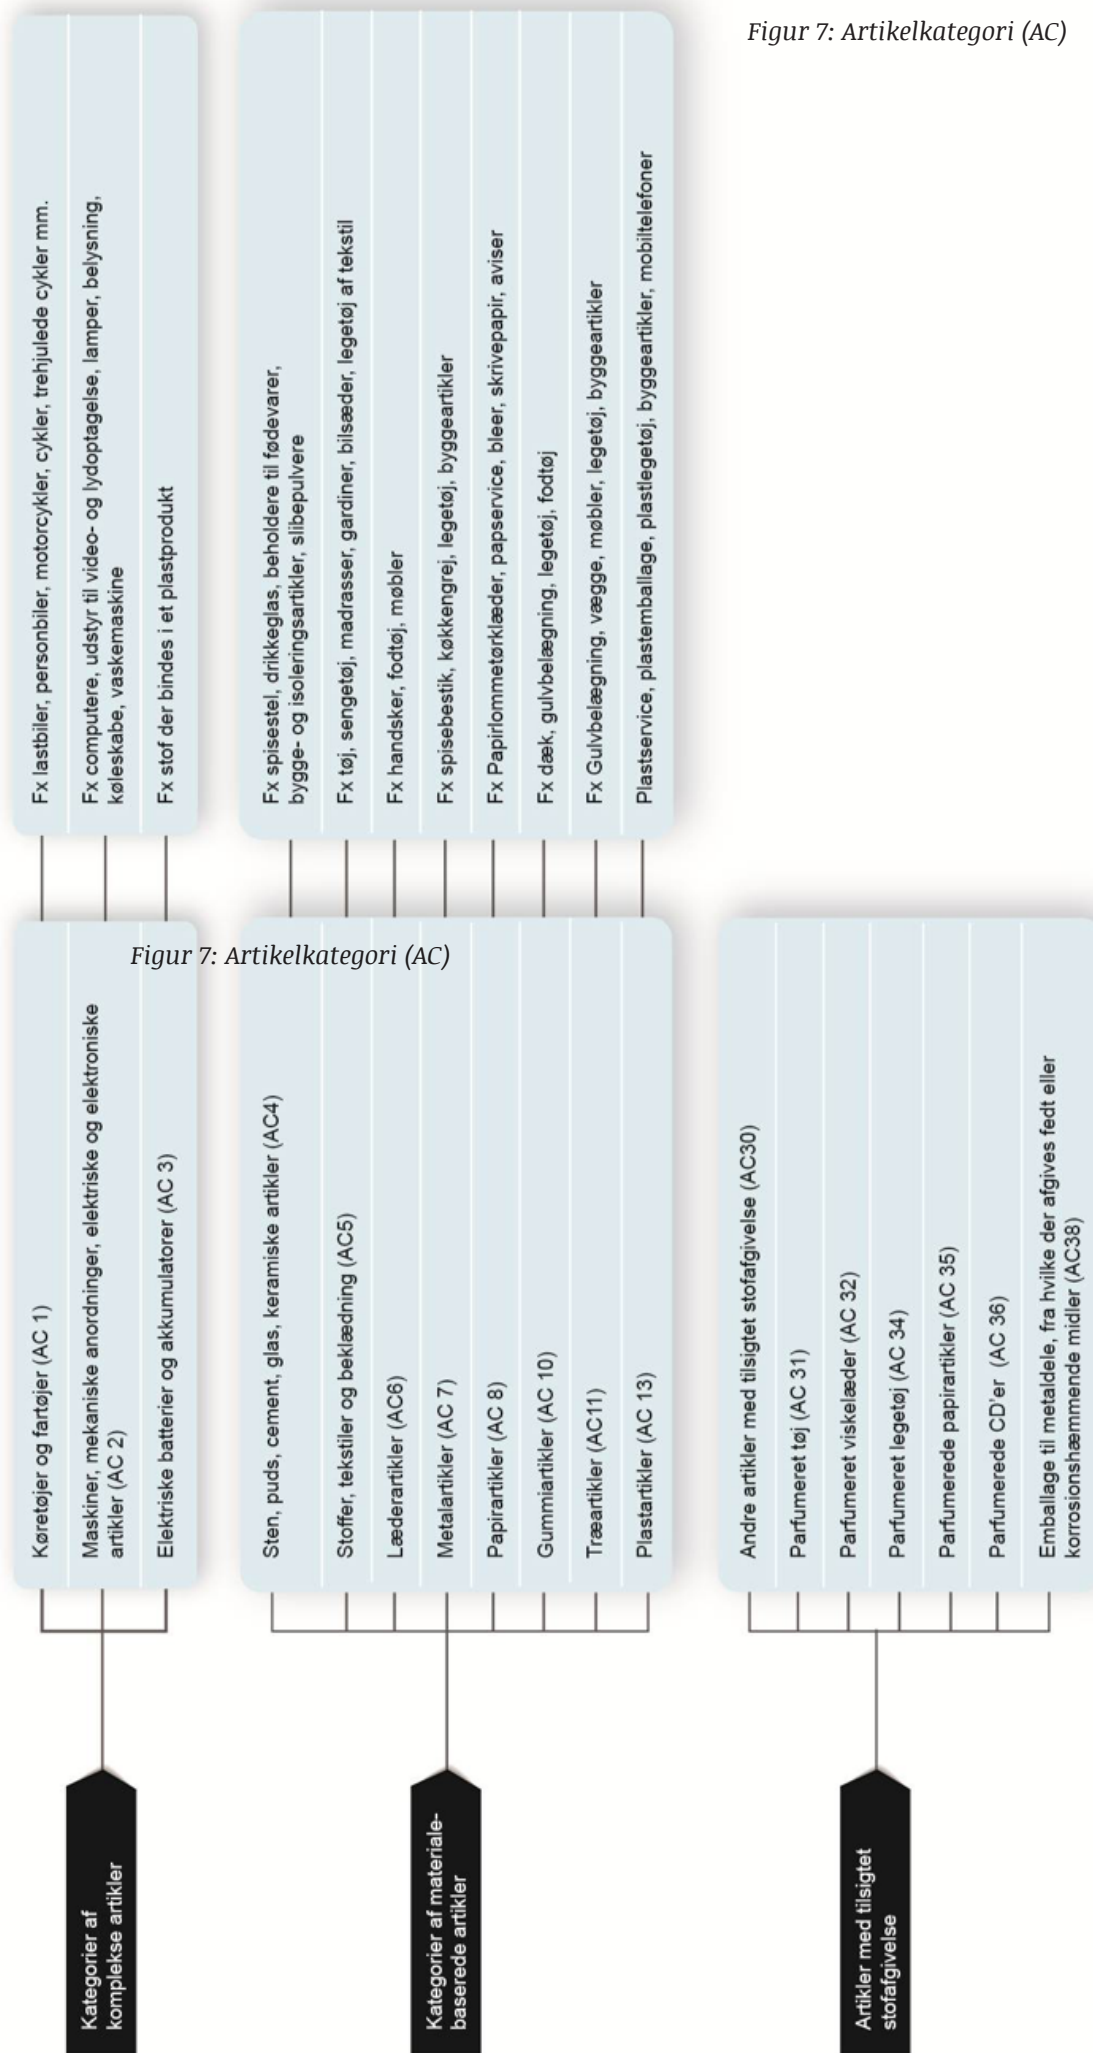 Figur 7: Artikelkategori (AC)
Kategorier af
komplekse artikler
Køretøjer og fartøjer (AC 1)
Fx lastbiler, personbiler, motorcykler, cykler, trehjulede cykler mm.
Maskiner, mekaniske anordninger, elektriske og elektroniske
artikler (AC 2)
Fx computere, udstyr til video- og lydoptagelse, lamper, belysning,
køleskabe, vaskemaskine
Elektriske batterier og akkumulatorer (AC 3)
Fx stof der bindes i et plastprodukt
Figur 7: Artikelkategori (AC)
Kategorier af materiale-
baserede artikler
Sten, puds, cement, glas, keramiske artikler (AC4)
Fx spisestel, drikkeglas, beholdere til fødevarer,
bygge- og isoleringsartikler, slibepulvere
Stoffer, tekstiler og beklædning (AC5)
Fx tøj, sengetøj, madrasser, gardiner, bilsæder, legetøj af tekstil
Læderartikler (AC6)
Fx handsker, fodtøj, møbler
Metalartikler (AC 7)
Fx spisebestik, køkkengrej, legetøj, byggeartikler
Papirartikler (AC 8)
Fx Papirlommetørklæder, papservice, bleer, skrivepapir, aviser
Gummiartikler (AC 10)
Fx dæk, gulvbelægning, legetøj, fodtøj
Træartikler (AC11)
Fx Gulvbelægning, vægge, møbler, legetøj, byggeartikler
Plastartikler (AC 13)
Plastservice, plastemballage, plastlegetøj, byggeartikler, mobiltelefoner
Artikler med tilsigtet
stofafgivelse
Andre artikler med tilsigtet stofafgivelse (AC30)
Parfumeret tøj (AC 31)
Parfumeret viskelæder (AC 32)
Parfumeret legetøj (AC 34)
Parfumerede papirartikler (AC 35)
Parfumerede CD'er (AC 36)
Emballage til metaldele, fra hvilke der afgives fedt eller
korrosionshæmmende midler (AC38)